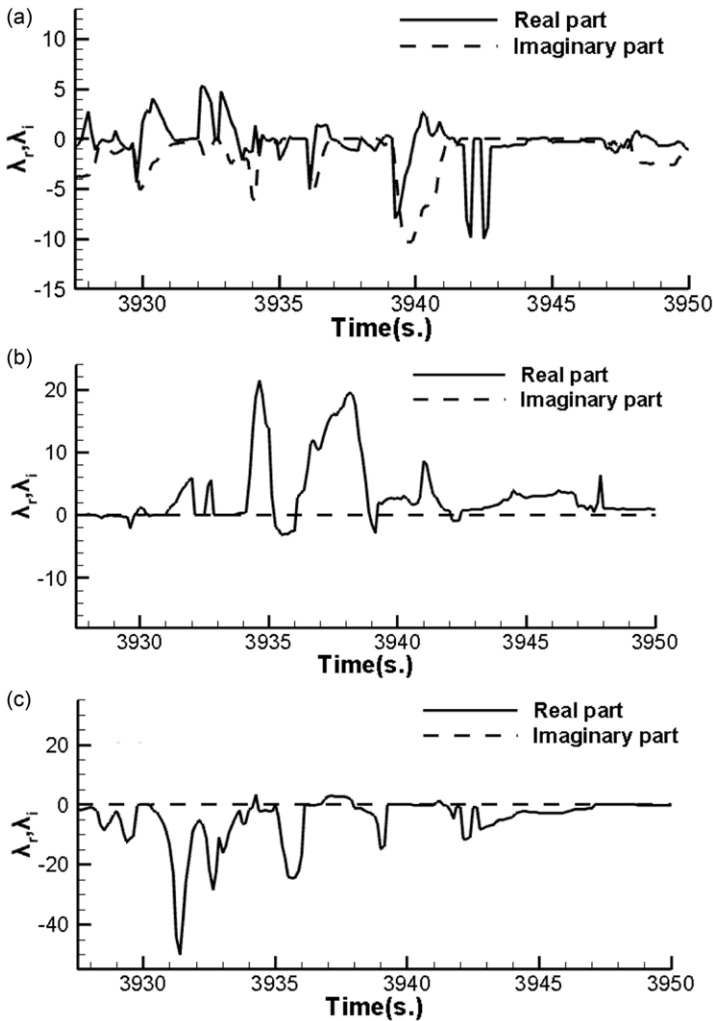 (a)
Real part
Imaginary part
10
5
0
-5
-10
-15
λr,λi
3930 3935 3940 3945 3950
Time(s.)
(b)
Real part
Imaginary part
20
10
0
-10
λr,λi
3930 3935 3940 3945 3950
Time(s.)
(c)
Real part
Imaginary part
20
0
-20
-40
λr,λi
3930 3935 3940 3945 3950
Time(s.)